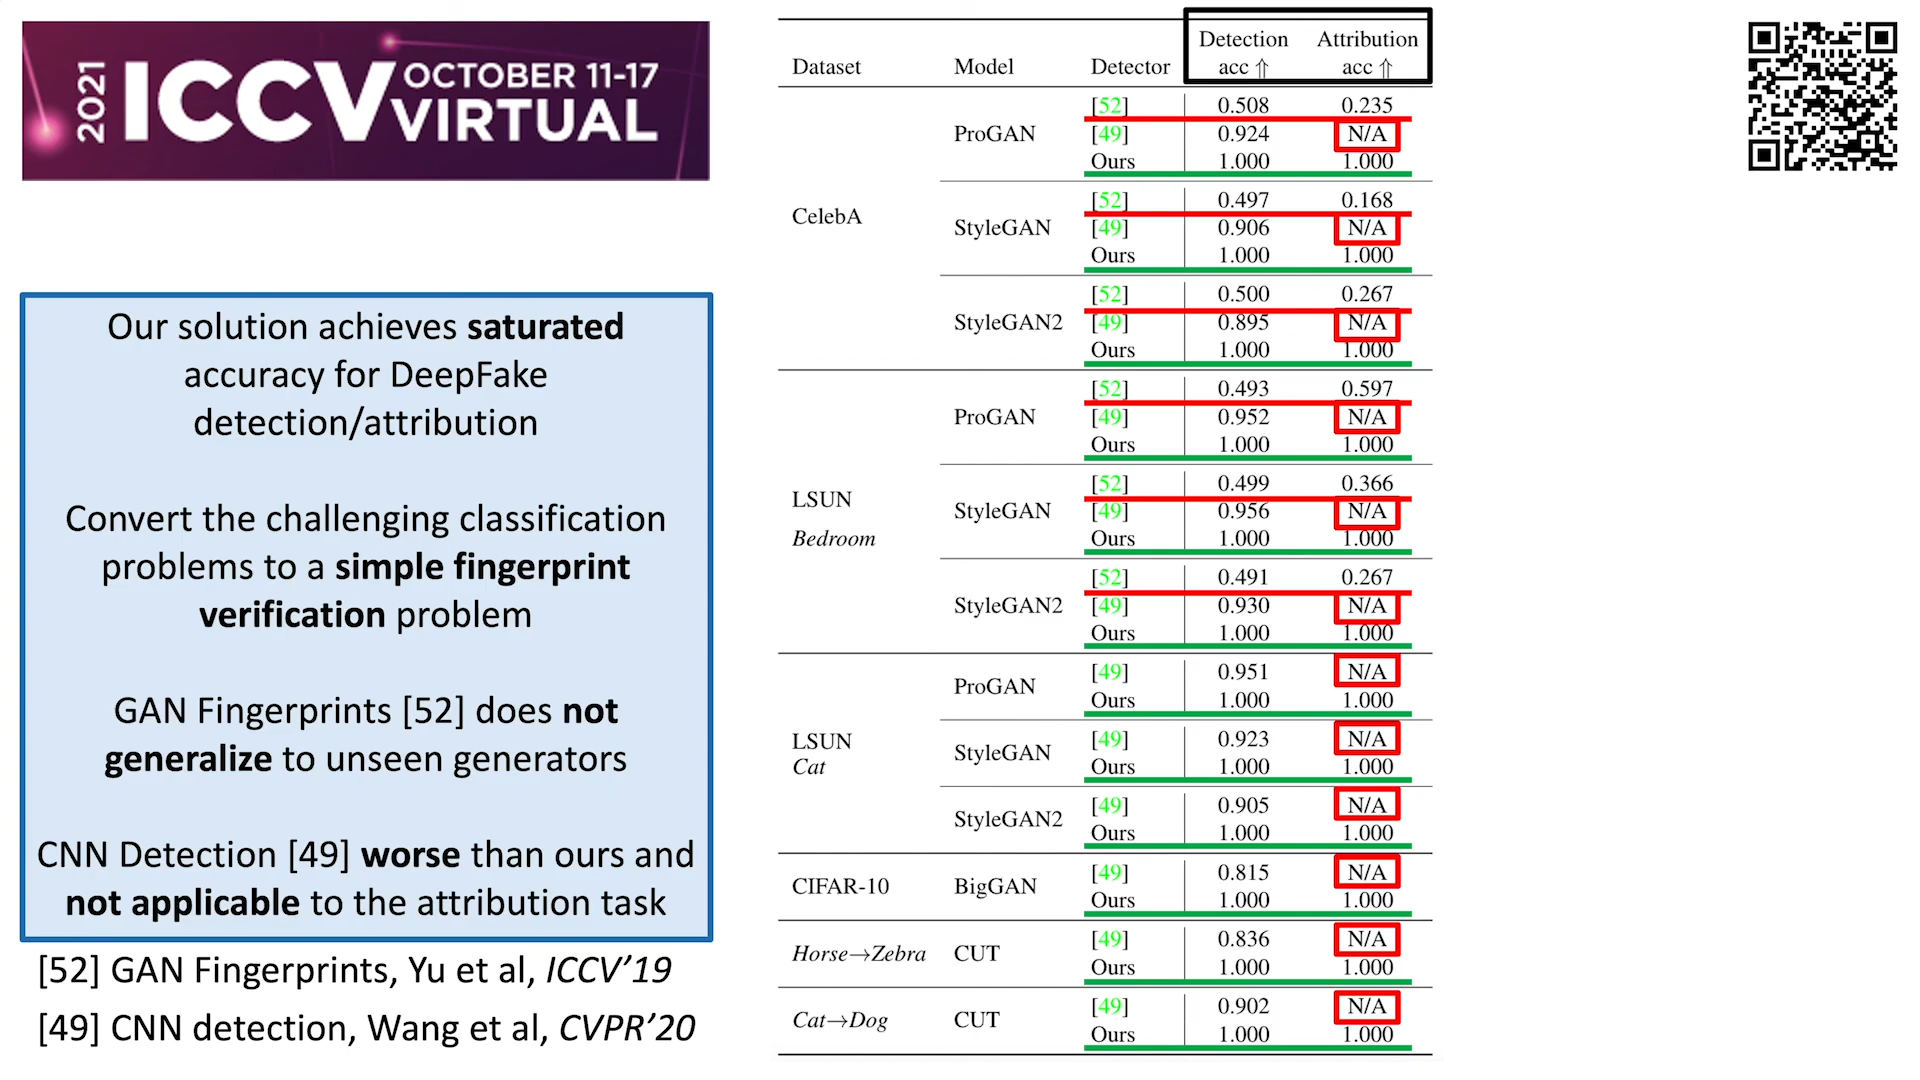 2021 ICCV OCTOBER 11-17
VIRTUAL
Our solution achieves saturated
accuracy for DeepFake
detection/attribution
Convert the challenging classification
problems to a simple fingerprint
verification problem
GAN Fingerprints [52] does not
generalize to unseen generators
CNN Detection [49] worse than ours and
not applicable to the attribution task
[52] GAN Fingerprints, Yu et al, ICCV’19
[49] CNN detection, Wang et al, CVPR’20
Dataset Model Detector Detection acc ⇑ Attribution acc ⇑
CelebA
ProGAN
[52] 0.508 0.235
[49] 0.924 N/A
Ours 1.000 1.000
StyleGAN
[52] 0.497 0.168
[49] 0.906 N/A
Ours 1.000 1.000
StyleGAN2
[52] 0.500 0.267
[49] 0.895 N/A
Ours 1.000 1.000
LSUN
Bedroom
ProGAN
[52] 0.493 0.597
[49] 0.952 N/A
Ours 1.000 1.000
StyleGAN
[52] 0.499 0.366
[49] 0.956 N/A
Ours 1.000 1.000
StyleGAN2
[52] 0.491 0.267
[49] 0.930 N/A
Ours 1.000 1.000
LSUN
Cat
ProGAN
[49] 0.951 N/A
Ours 1.000 1.000
StyleGAN
[49] 0.923 N/A
Ours 1.000 1.000
StyleGAN2
[49] 0.905 N/A
Ours 1.000 1.000
CIFAR-10 BigGAN
[49] 0.815 N/A
Ours 1.000 1.000
Horse→Zebra CUT
[49] 0.836 N/A
Ours 1.000 1.000
Cat→Dog CUT
[49] 0.902 N/A
Ours 1.000 1.000